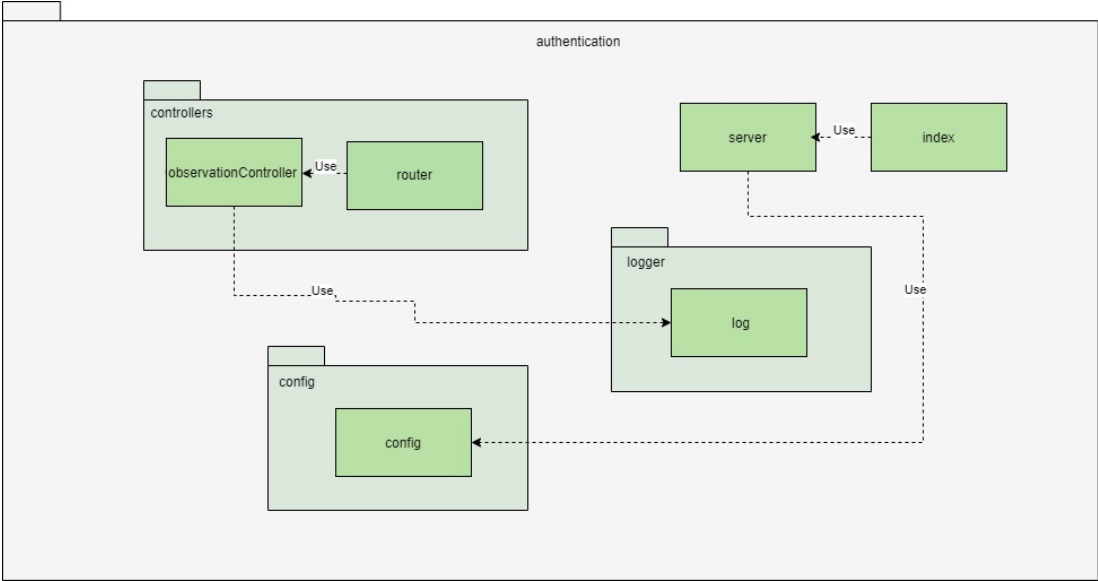 authentication
controllers
observationController
Use
router
server
Use
index
logger
Use
Use
log
config
config